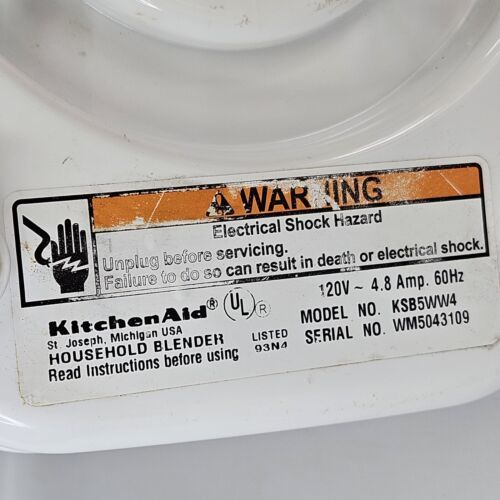 ⚠ WARNING
Electrical Shock Hazard
Unplug before servicing.
Failure to do so can result in death or electrical shock.
KitchenAid® UL®
St. Joseph, Michigan USA
HOUSEHOLD BLENDER
Read Instructions before using
LISTED
93N4
120V~ 4.8 Amp. 60Hz
MODEL NO. KSB5WW4
SERIAL NO. WM5043109